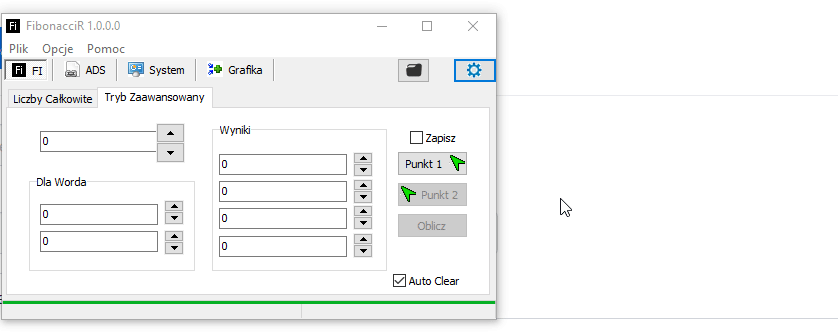 Fi FibonacciR 1.0.0.0
Plik Opcje Pomoc
Fi FI ADS System Grafika
Liczby Całkowite Tryb Zaawansowany
0
Dla Worda
0
0
Wyniki
0
0
0
0
Zapisz
Punkt 1
Punkt 2
Oblicz
Auto Clear